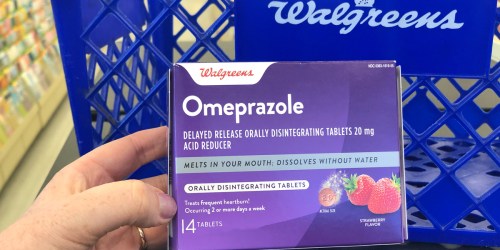 Walgreens
Walgreens
Omeprazole
DELAYED RELEASE ORALLY DISINTEGRATING TABLETS 20 mg
ACID REDUCER
MELTS IN YOUR MOUTH; DISSOLVES WITHOUT WATER
ORALLY DISINTEGRATING TABLETS
Treats frequent heartburn!
Occurring 2 or more days a week
14 TABLETS
STRAWBERRY
FLAVOR